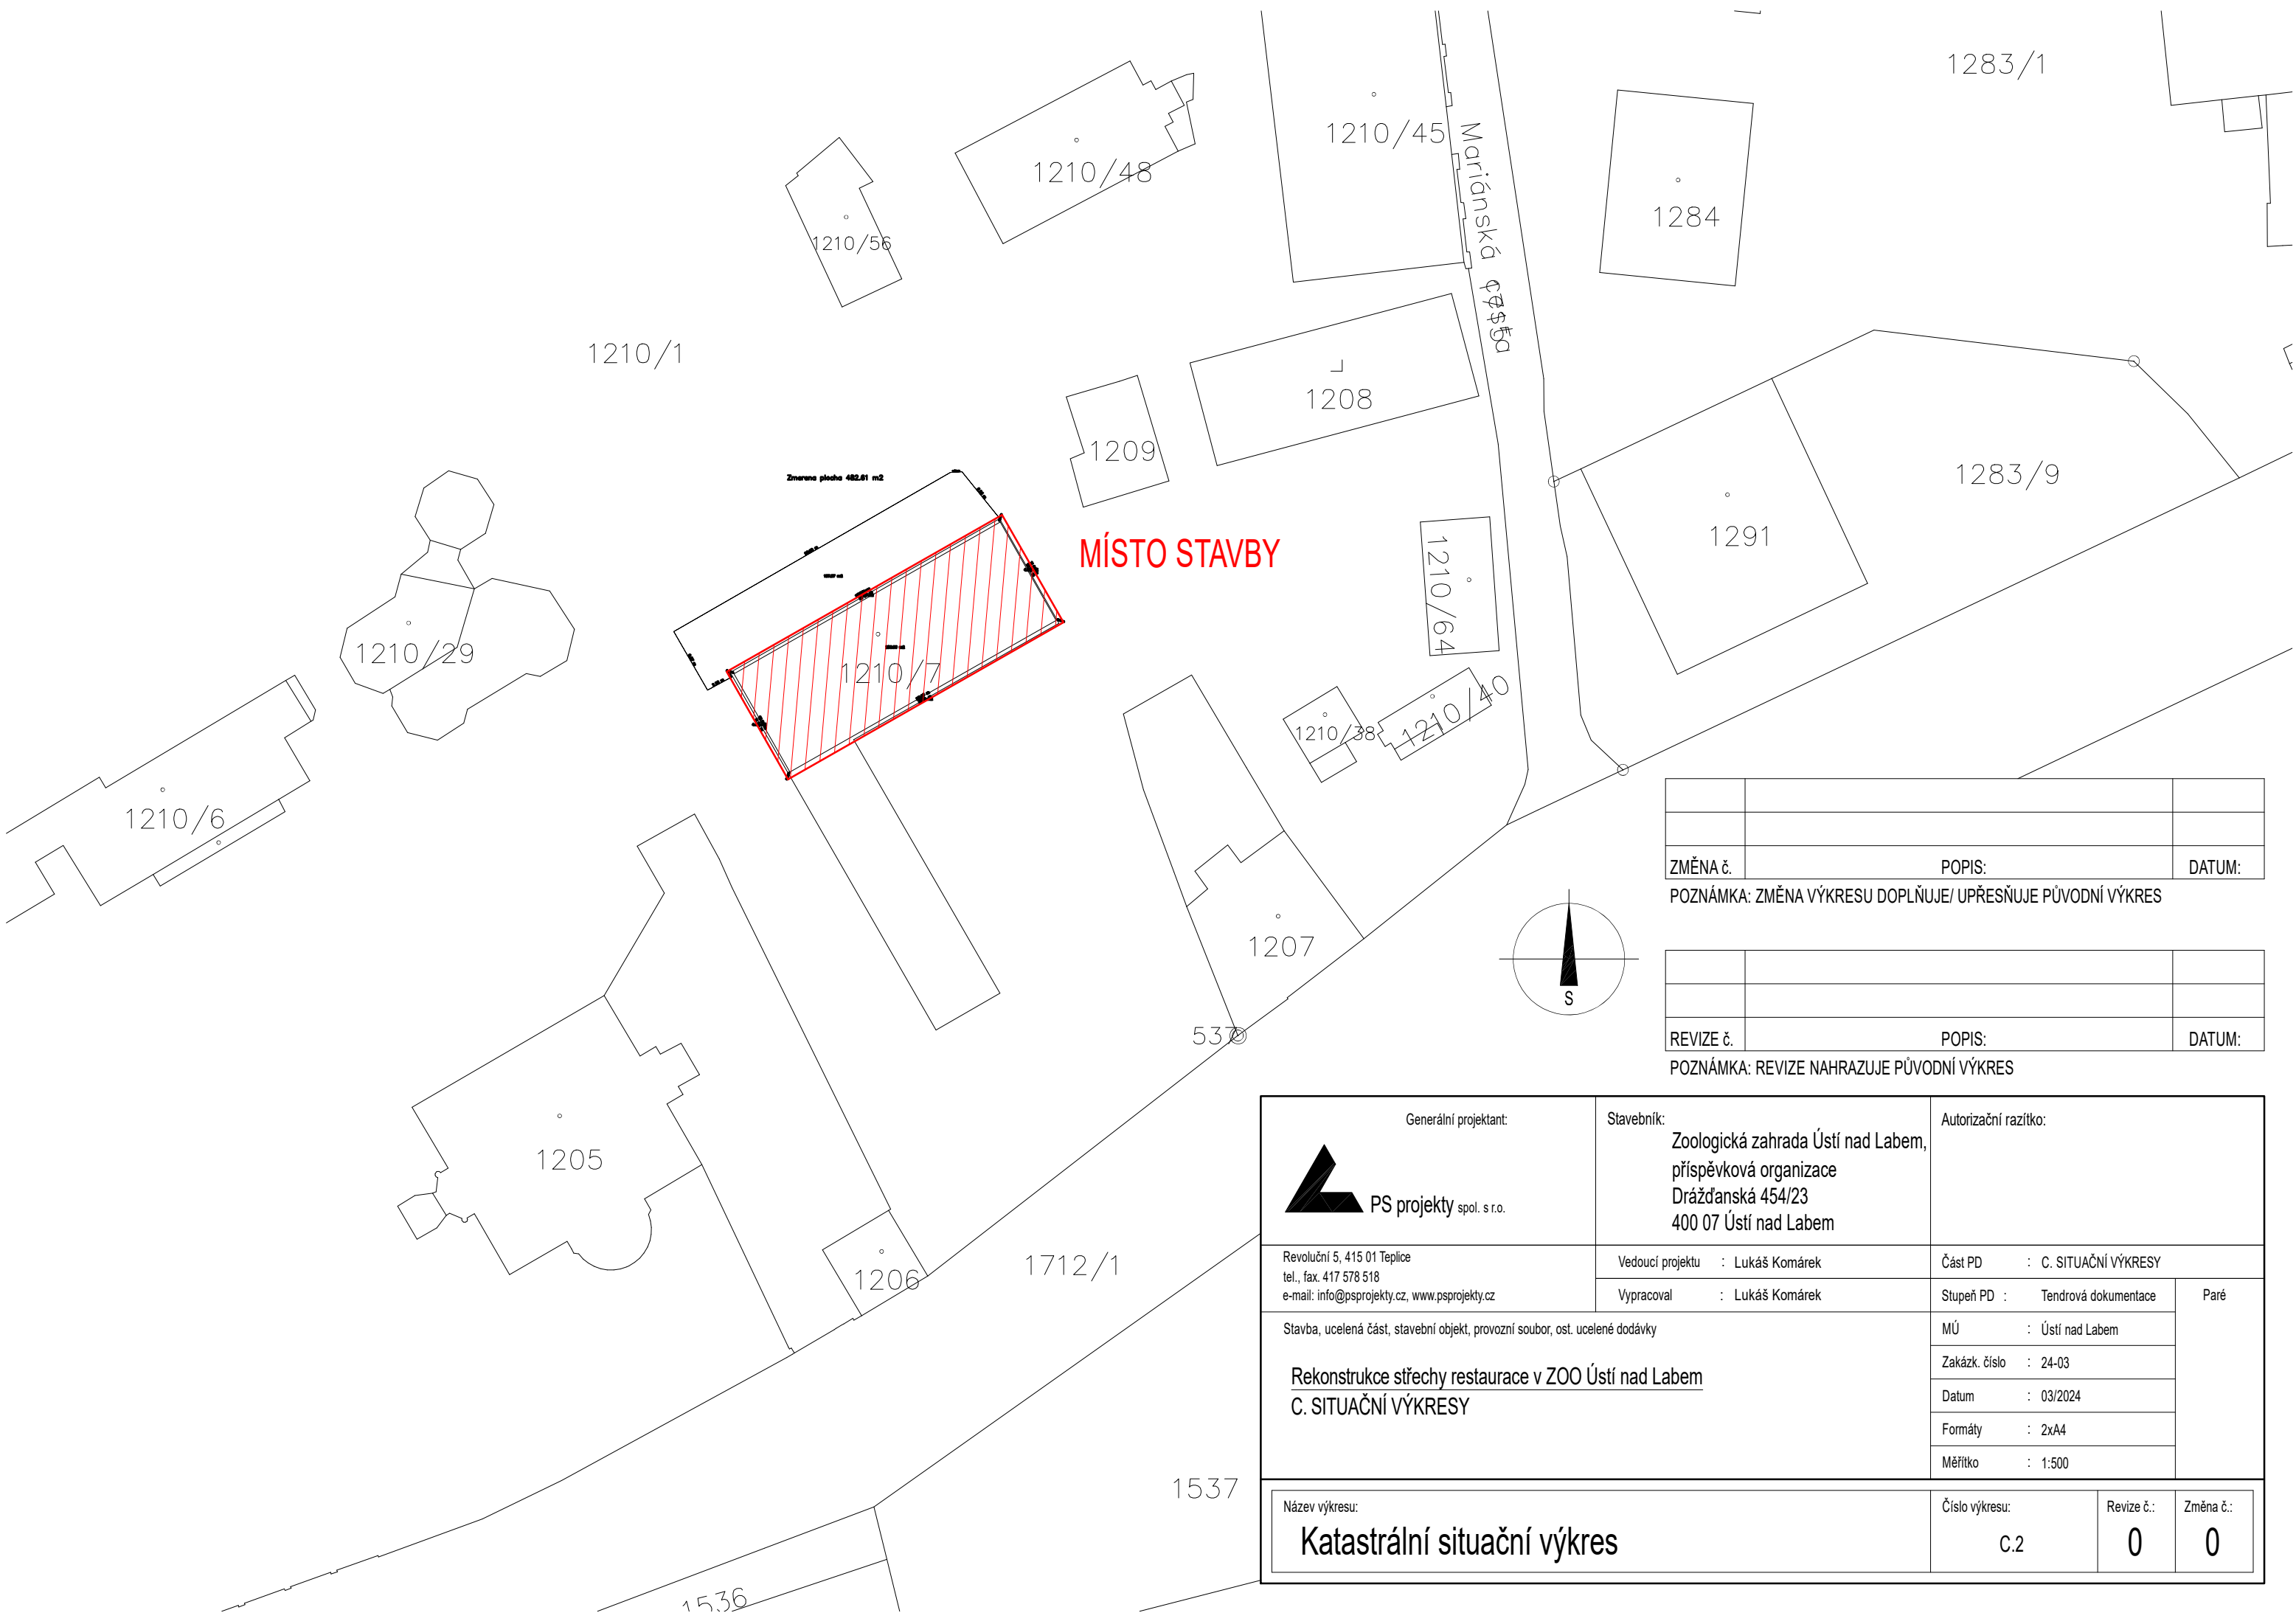 1283/1
1210/45
Mariánská cesta
1210/48
1284
1210/56
1210/1
1208
1209
1283/9
Zmerena plocha 482.61 m2
1291
MÍSTO STAVBY
1210/64
1210/29
1210/7
1210/40
1210/38
1210/6
ZMĚNA č. POPIS: DATUM:
POZNÁMKA: ZMĚNA VÝKRESU DOPLŇUJE/ UPŘESŇUJE PŮVODNÍ VÝKRES
1207
S
537
REVIZE č. POPIS: DATUM:
POZNÁMKA: REVIZE NAHRAZUJE PŮVODNÍ VÝKRES
1205
1206
1712/1
1537
1536
Generální projektant:
PS projekty spol. s r.o.
Stavebník:
Zoologická zahrada Ústí nad Labem,
příspěvková organizace
Drážďanská 454/23
400 07 Ústí nad Labem
Autorizační razítko:
Revoluční 5, 415 01 Teplice
tel., fax. 417 578 518
e-mail: info@psprojekty.cz, www.psprojekty.cz
Vedoucí projektu : Lukáš Komárek
Vypracoval : Lukáš Komárek
Část PD : C. SITUAČNÍ VÝKRESY
Stupeň PD : Tendrová dokumentace
Paré
MÚ : Ústí nad Labem
Zakázk. číslo : 24-03
Datum : 03/2024
Formáty : 2xA4
Měřítko : 1:500
Stavba, ucelená část, stavební objekt, provozní soubor, ost. ucelené dodávky
Rekonstrukce střechy restaurace v ZOO Ústí nad Labem
C. SITUAČNÍ VÝKRESY
Název výkresu:
Katastrální situační výkres
Číslo výkresu:
C.2
Revize č.:
0
Změna č.:
0